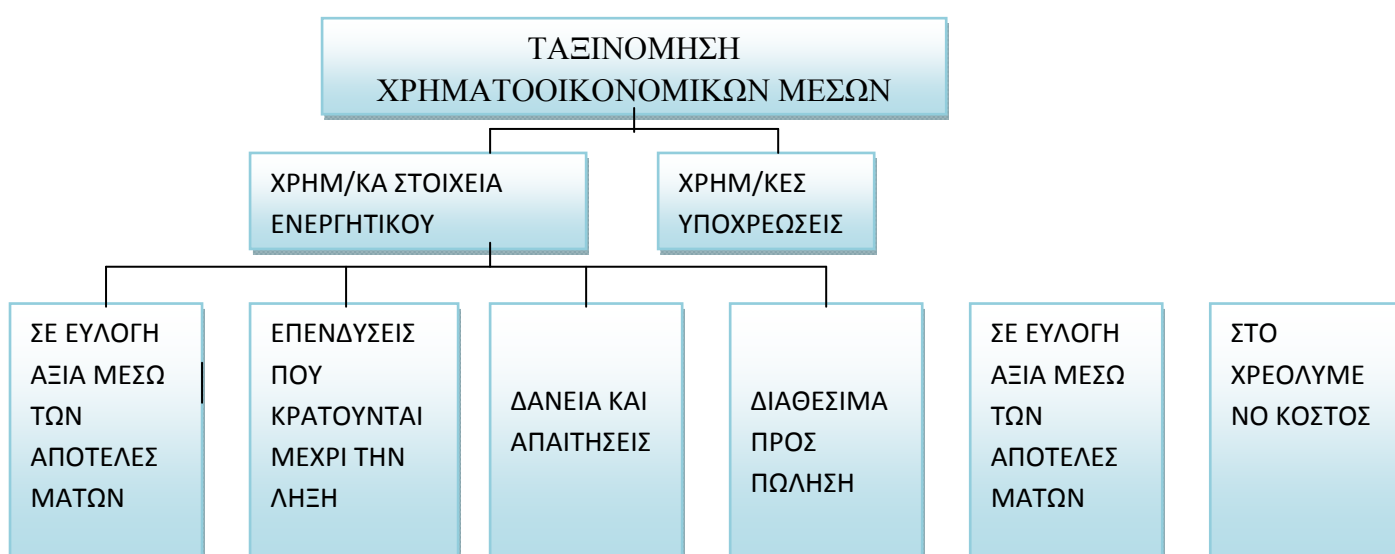 ΤΑΞΙΝΟΜΗΣΗ
ΧΡΗΜΑΤΟΟΙΚΟΝΟΜΙΚΩΝ ΜΕΣΩΝ
ΧΡΗΜ/ΚΑ ΣΤΟΙΧΕΙΑ
ΕΝΕΡΓΗΤΙΚΟΥ
ΧΡΗΜ/ΚΕΣ
ΥΠΟΧΡΕΩΣΕΙΣ
ΣΕ ΕΥΛΟΓΗ
ΑΞΙΑ ΜΕΣΩ
ΤΩΝ
ΑΠΟΤΕΛΕΣ
ΜΑΤΩΝ
ΕΠΕΝΔΥΣΕΙΣ
ΠΟΥ
ΚΡΑΤΟΥΝΤΑΙ
ΜΕΧΡΙ ΤΗΝ
ΛΗΞΗ
ΔΑΝΕΙΑ ΚΑΙ
ΑΠΑΙΤΗΣΕΙΣ
ΔΙΑΘΕΣΙΜΑ
ΠΡΟΣ
ΠΩΛΗΣΗ
ΣΕ ΕΥΛΟΓΗ
ΑΞΙΑ ΜΕΣΩ
ΤΩΝ
ΑΠΟΤΕΛΕΣ
ΜΑΤΩΝ
ΣΤΟ
ΧΡΕΟΛΥΜΕ
ΝΟ ΚΟΣΤΟΣ